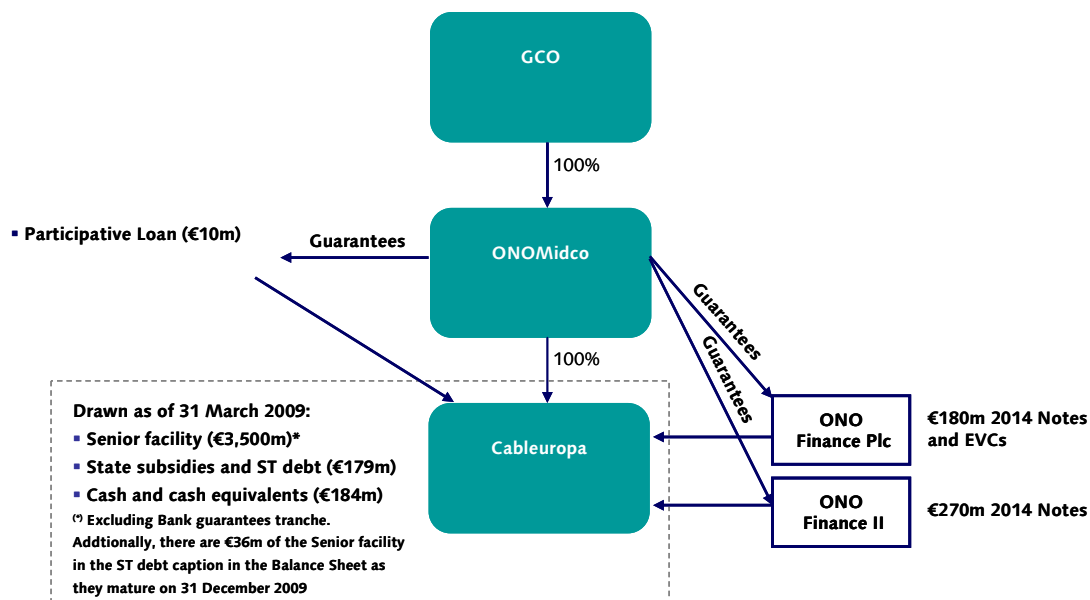 GCO
100%
▪ Participative Loan (€10m)
Guarantees
ONOMidco
Guarantees
Guarantees
100%
Drawn as of 31 March 2009:
▪ Senior facility (€3,500m)*
▪ State subsidies and ST debt (€179m)
▪ Cash and cash equivalents (€184m)
(*) Excluding Bank guarantees tranche.
Addtionally, there are €36m of the Senior facility
in the ST debt caption in the Balance Sheet as
they mature on 31 December 2009
Cableuropa
ONO
Finance Plc
€180m 2014 Notes
and EVCs
ONO
Finance II
€270m 2014 Notes